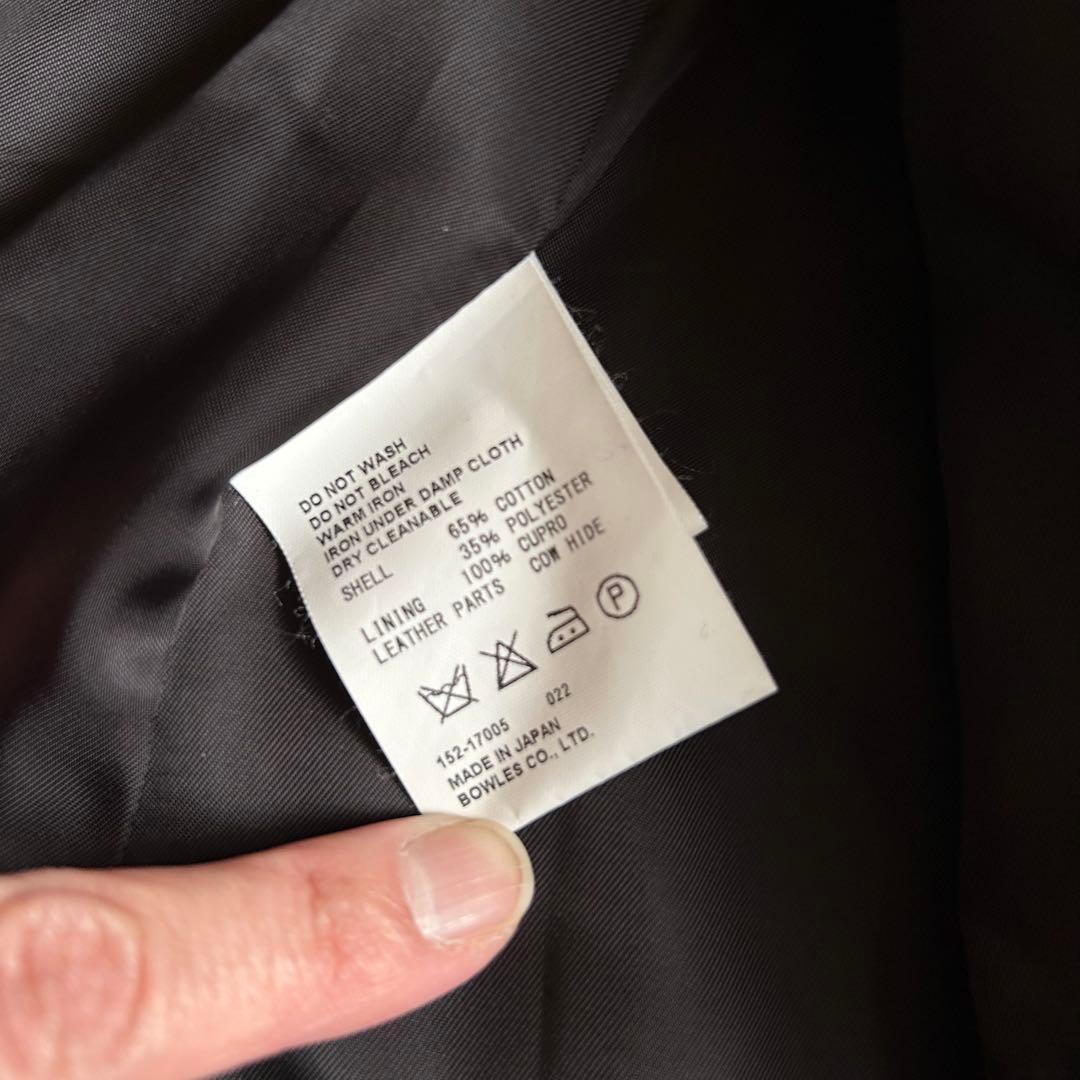 DO NOT WASH
DO NOT BLEACH
WARM IRON
IRON UNDER DAMP CLOTH
DRY CLEANABLE
SHELL 65% COTTON
35% POLYESTER
LINING 100% CUPRO
LEATHER PARTS COW HIDE
P
152-17005 022
MADE IN JAPAN
BOWLES CO., LTD.